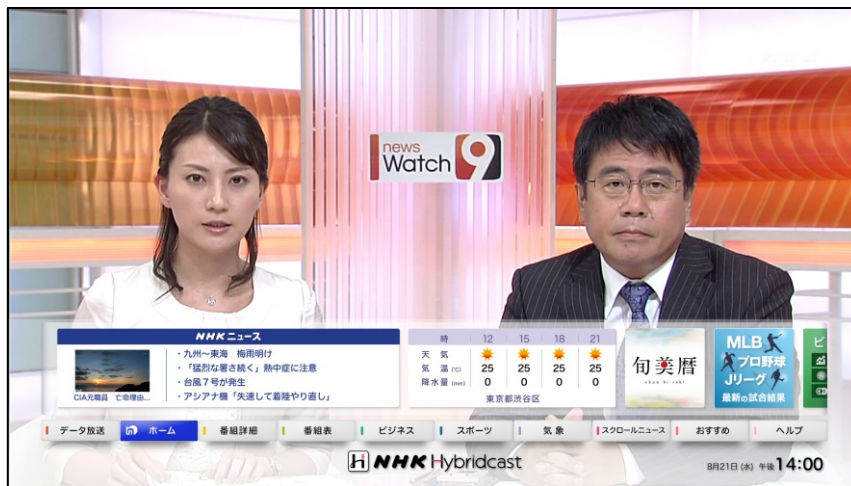 news
Watch 9
NHK ニュース
・九州～東海　梅雨明け
・「猛烈な暑さ続く」熱中症に注意
・台風７号が発生
・アシアナ機「失速して着陸やり直し」
CIA元職員　亡命理由...
時 12 15 18 21
天気
気温 (℃) 25 25 25 25
降水量 (mm) 0 0 0 0
東京都渋谷区
旬美暦
shun-bi-reki
MLB
プロ野球
Jリーグ
最新の試合結果
ビ
データ放送 ホーム 番組詳細 番組表 ビジネス スポーツ 気象 スクロールニュース おすすめ ヘルプ
NHK Hybridcast
8月21日 (水) 午後14:00